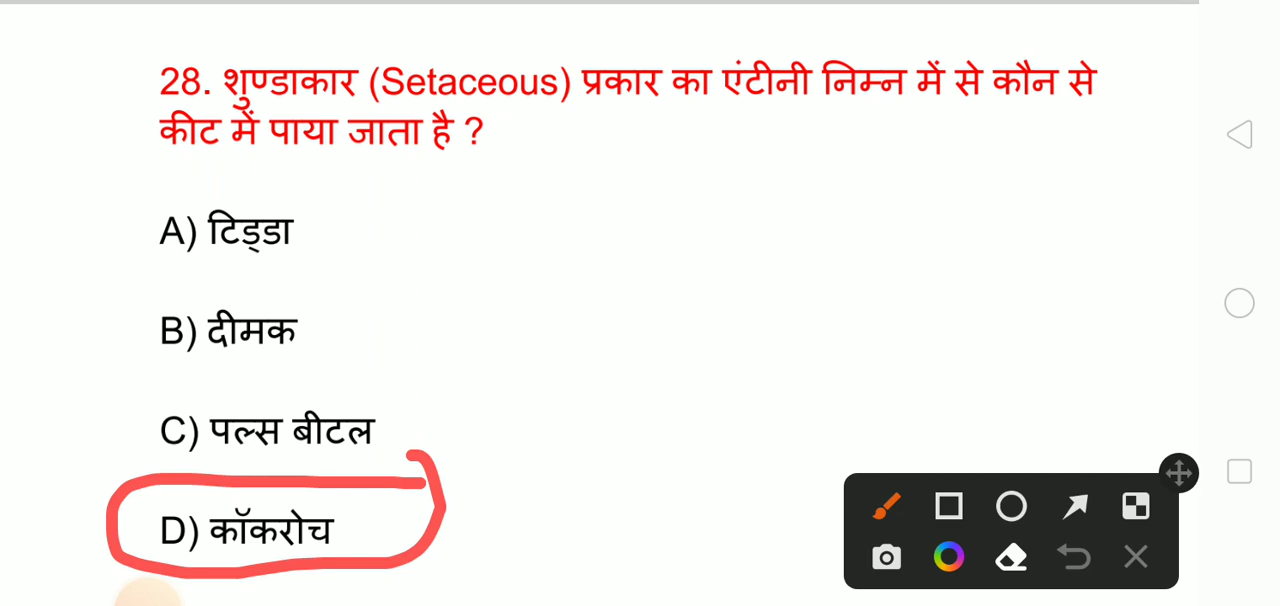 28. शुण्डाकार (Setaceous) प्रकार का एंटीनी निम्न में से कौन से
कीट में पाया जाता है ?
A) टिड्डा
B) दीमक
C) पल्स बीटल
D) कॉकरोच